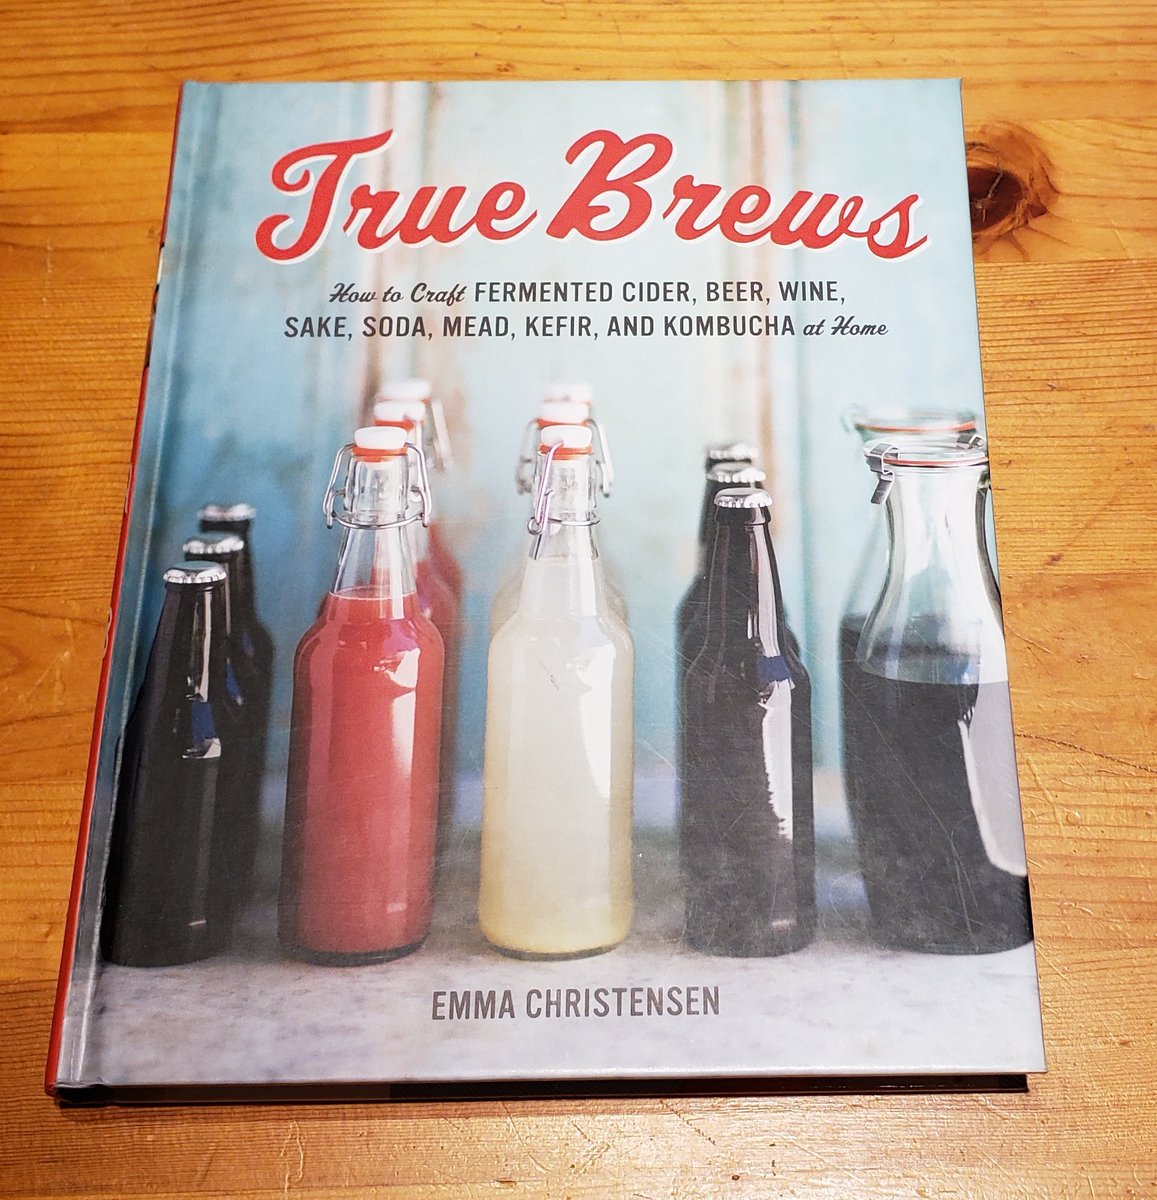 True Brews
How to Craft FERMENTED CIDER, BEER, WINE,
SAKE, SODA, MEAD, KEFIR, AND KOMBUCHA at Home
EMMA CHRISTENSEN